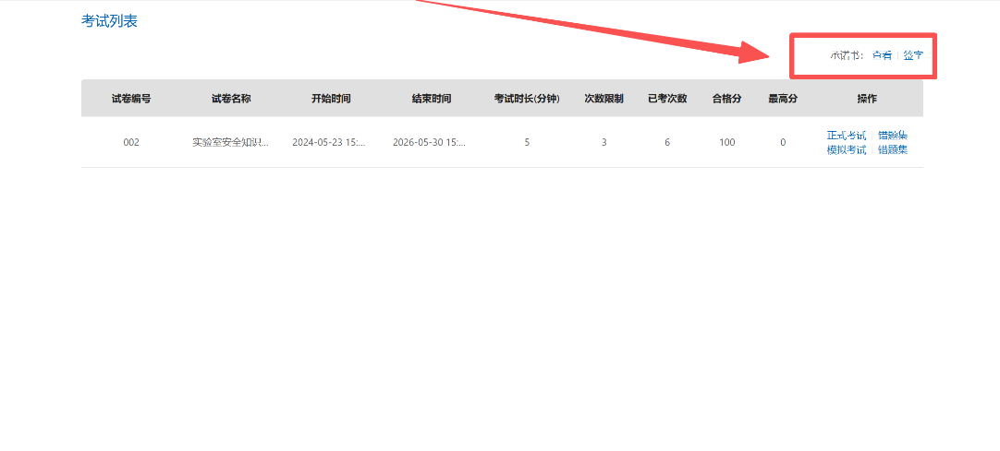 考试列表
承诺书： 查看 | 签字
试卷编号 试卷名称 开始时间 结束时间 考试时长(分钟) 次数限制 已考次数 合格分 最高分 操作
002 实验室安全知识... 2024-05-23 15:... 2026-05-30 15:... 5 3 6 100 0 正式考试 | 错题集
模拟考试 | 错题集